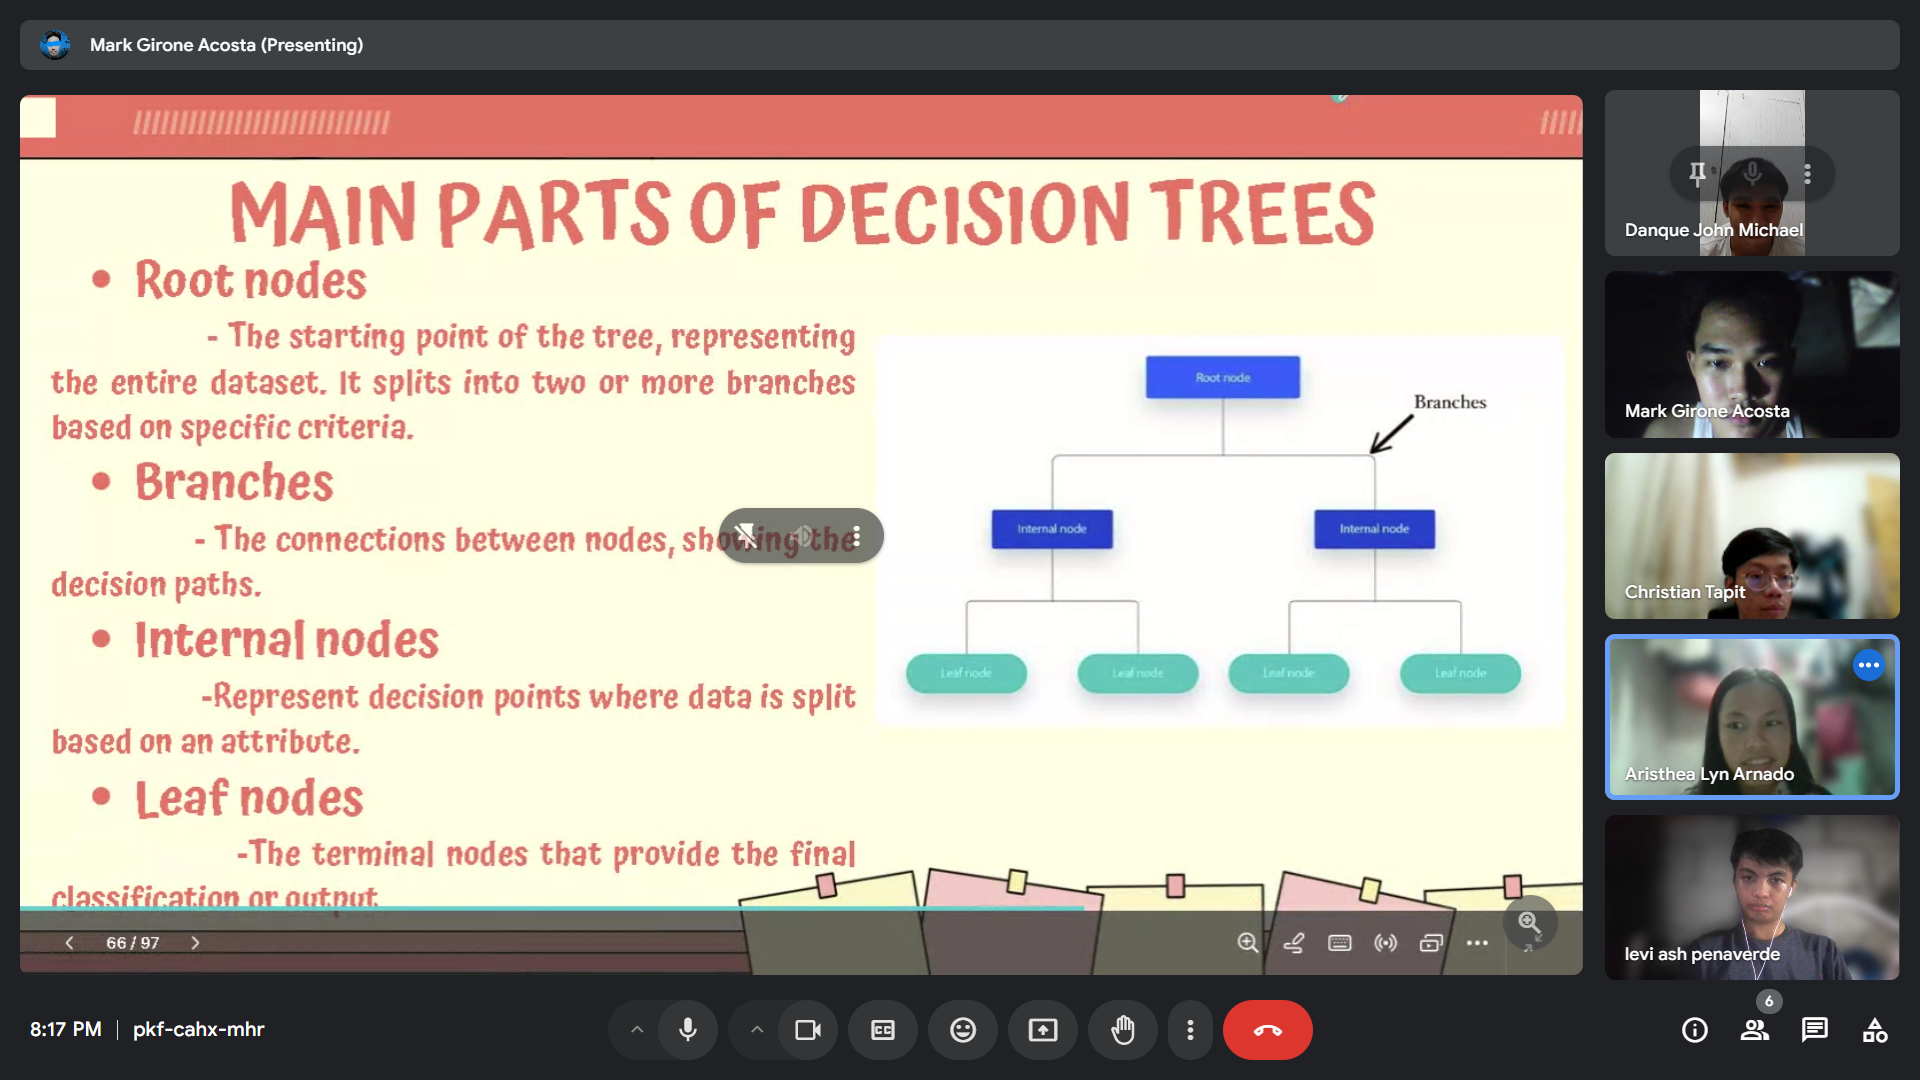 Mark Girone Acosta (Presenting)
MAIN PARTS OF DECISION TREES
• Root nodes
- The starting point of the tree, representing
the entire dataset. It splits into two or more branches
based on specific criteria.
• Branches
- The connections between nodes, showing the
decision paths.
• Internal nodes
-Represent decision points where data is split
based on an attribute.
• Leaf nodes
-The terminal nodes that provide the final
classification or output
Root node
Branches
Internal node
Internal node
Leaf node
Leaf node
Leaf node
Leaf node
66 / 97
Danque John Michael
Mark Girone Acosta
Christian Tapit
Aristhea Lyn Arnado
levi ash penaverde
8:17 PM | pkf-cahx-mhr
CC
6